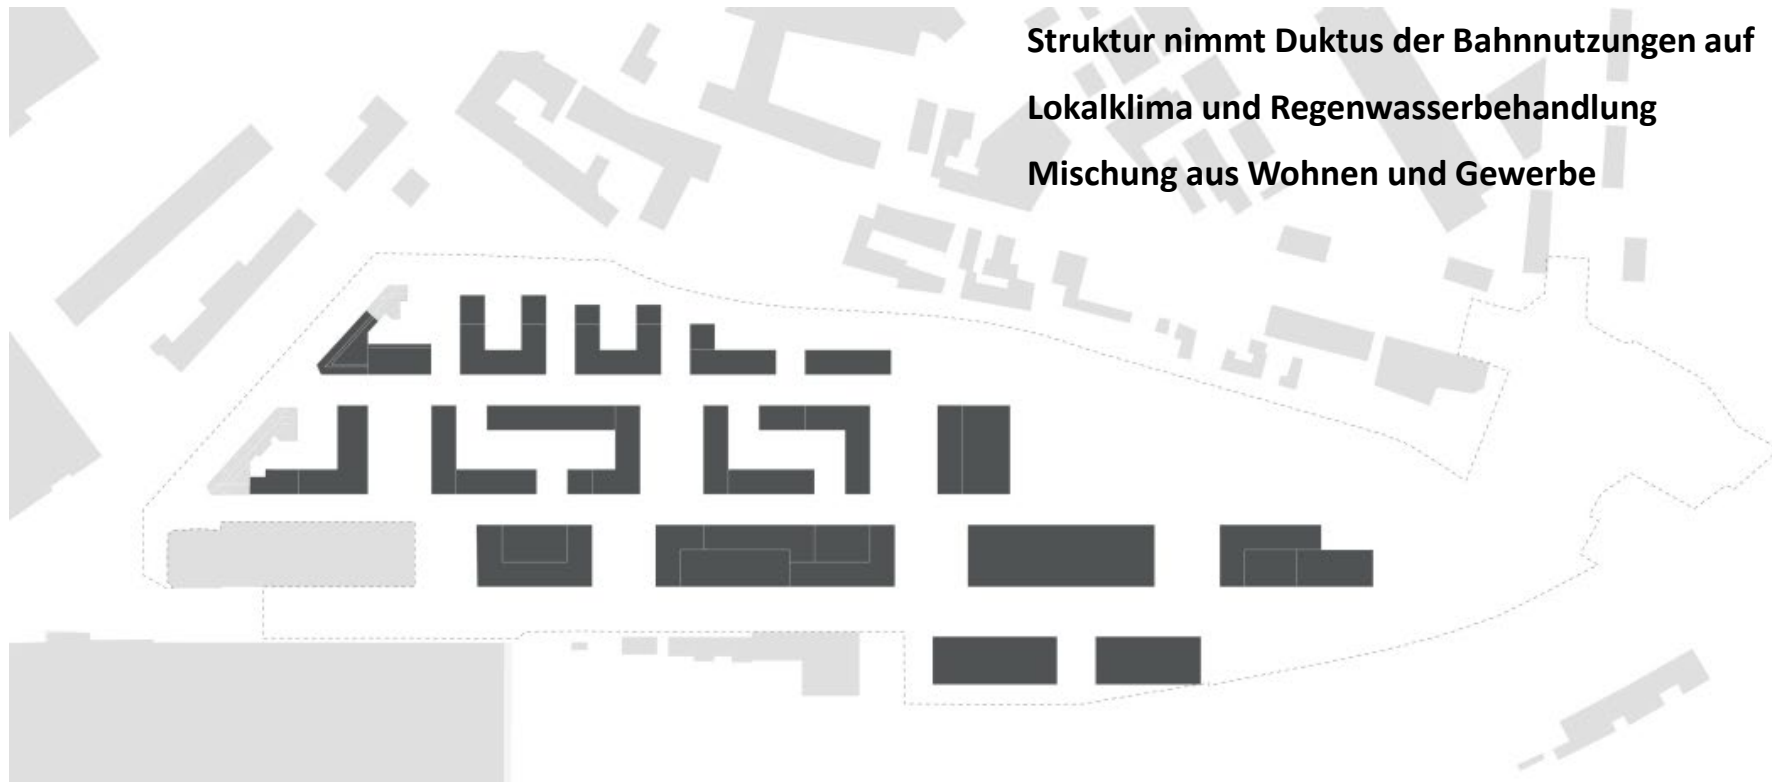 Struktur nimmt Duktus der Bahnnutzungen auf
Lokalklima und Regenwasserbehandlung
Mischung aus Wohnen und Gewerbe